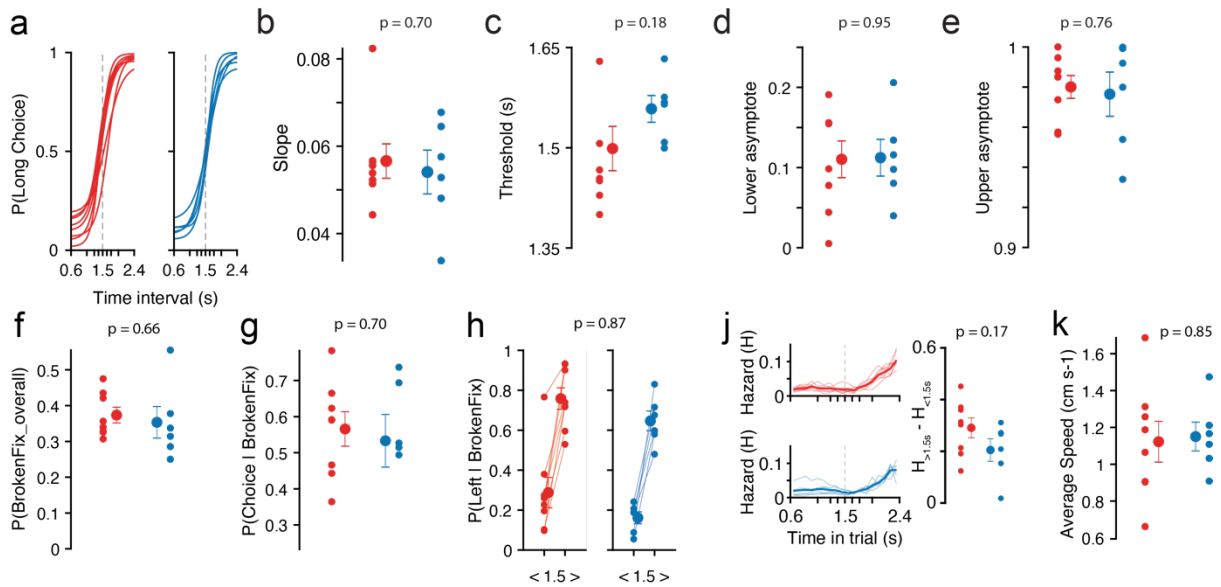 a
P(Long Choice)
1
0.5
0
0.6
1.5
2.4
0.6
1.5
2.4
Time interval (s)
b
p = 0.70
Slope
0.08
0.06
0.04
c
p = 0.18
Threshold (s)
1.65
1.5
1.35
d
p = 0.95
Lower asymptote
0.2
0.1
0
e
p = 0.76
Upper asymptote
1
0.9
f
p = 0.66
P(BrokenFix_overall)
0.5
0.4
0.3
0.2
0.1
0
g
p = 0.70
P(Choice | BrokenFix)
0.7
0.6
0.5
0.4
0.3
h
p = 0.87
P(Left | BrokenFix)
1
0.8
0.6
0.4
0.2
0
< 1.5 >
< 1.5 >
j
Hazard (H)
0.1
0
Hazard (H)
0.1
0
0.6
1.5
2.4
Time in trial (s)
p = 0.17
H>1.5s - H<1.5s
0.6
0
k
p = 0.85
Average Speed (cm s-1)
1.6
1.4
1.2
1
0.8
0.6